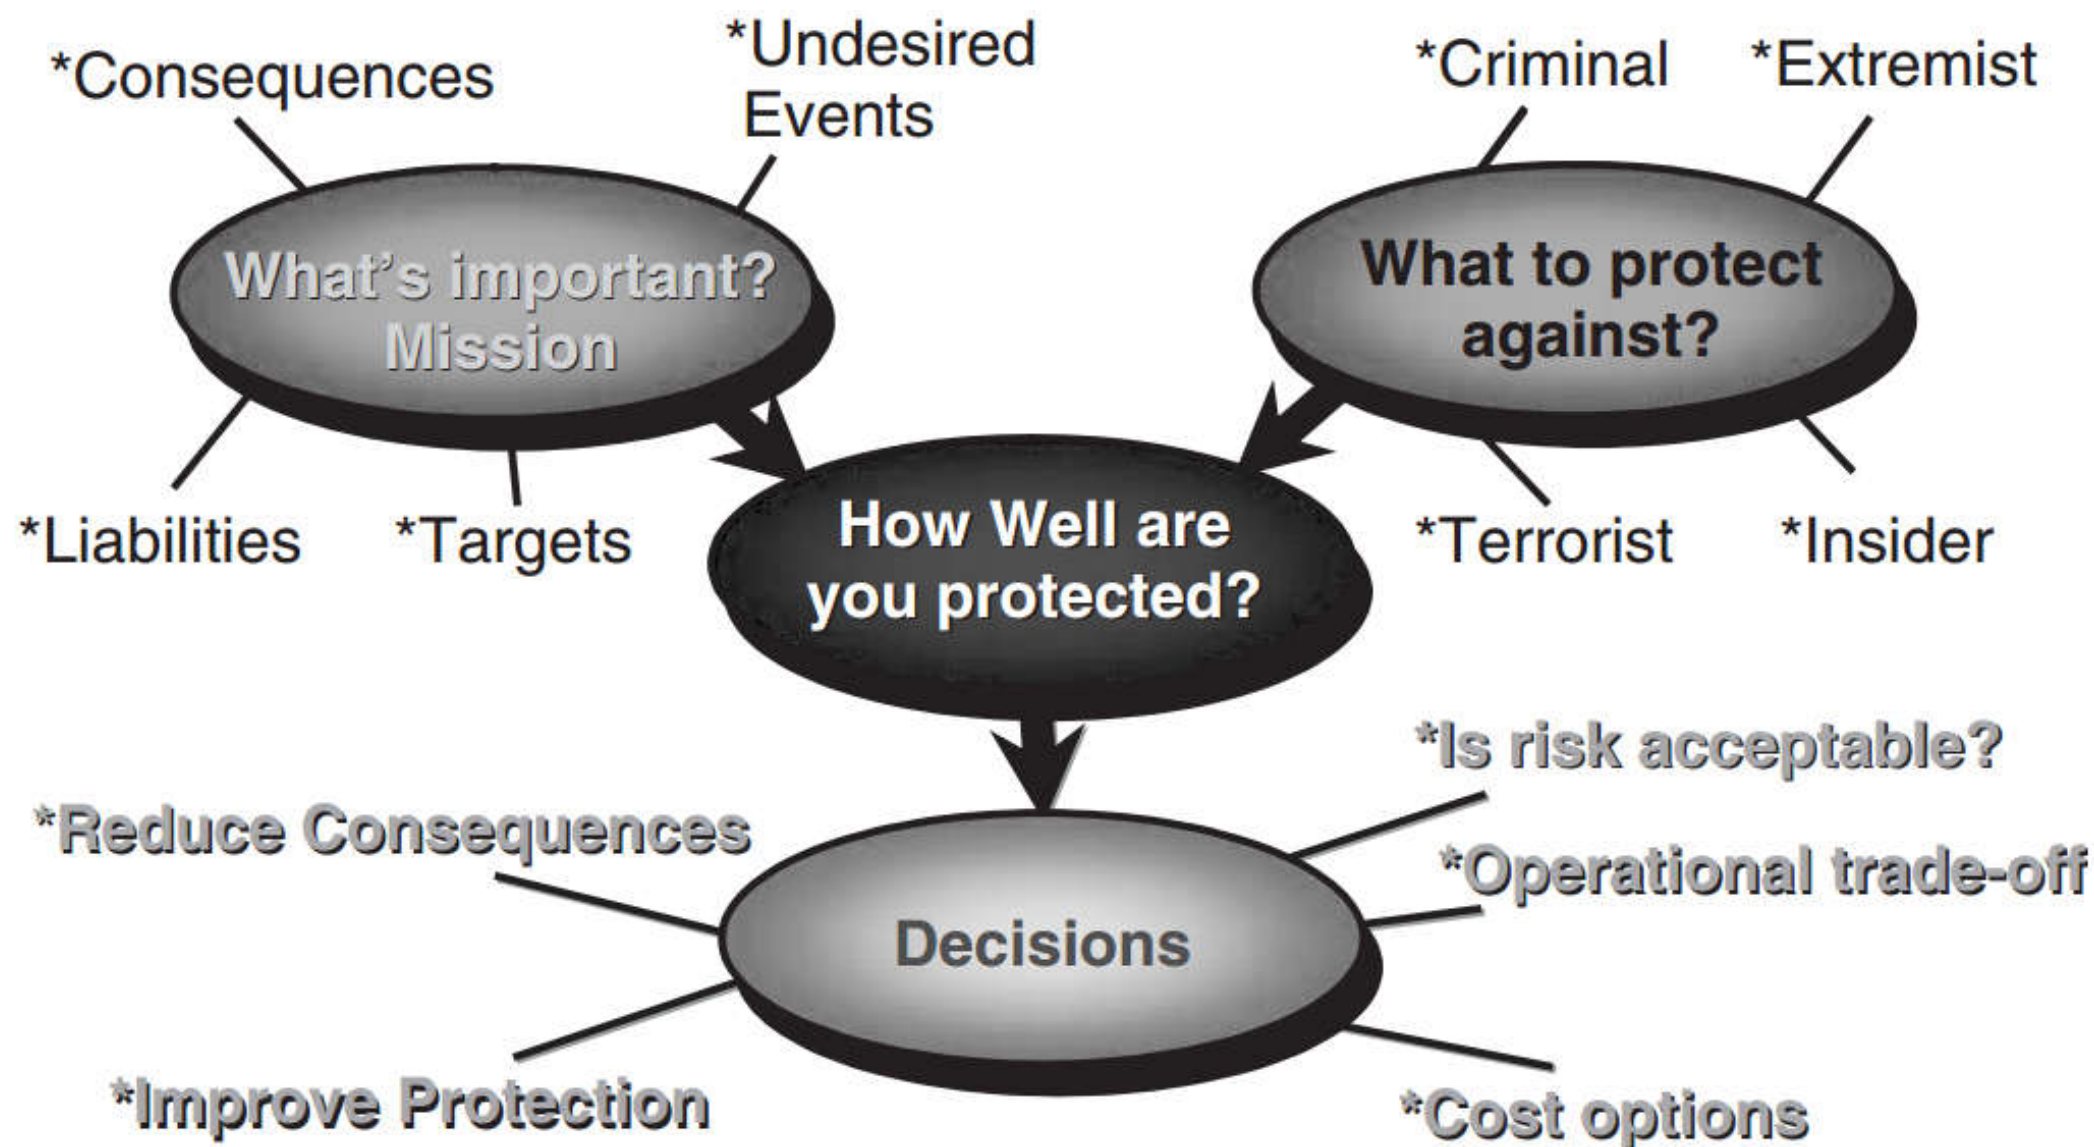 *Consequences
*Undesired
Events
*Criminal
*Extremist
What's important?
Mission
What to protect
against?
*Liabilities
*Targets
*Terrorist
*Insider
How Well are
you protected?
*Is risk acceptable?
*Reduce Consequences
*Operational trade-off
Decisions
*Improve Protection
*Cost options